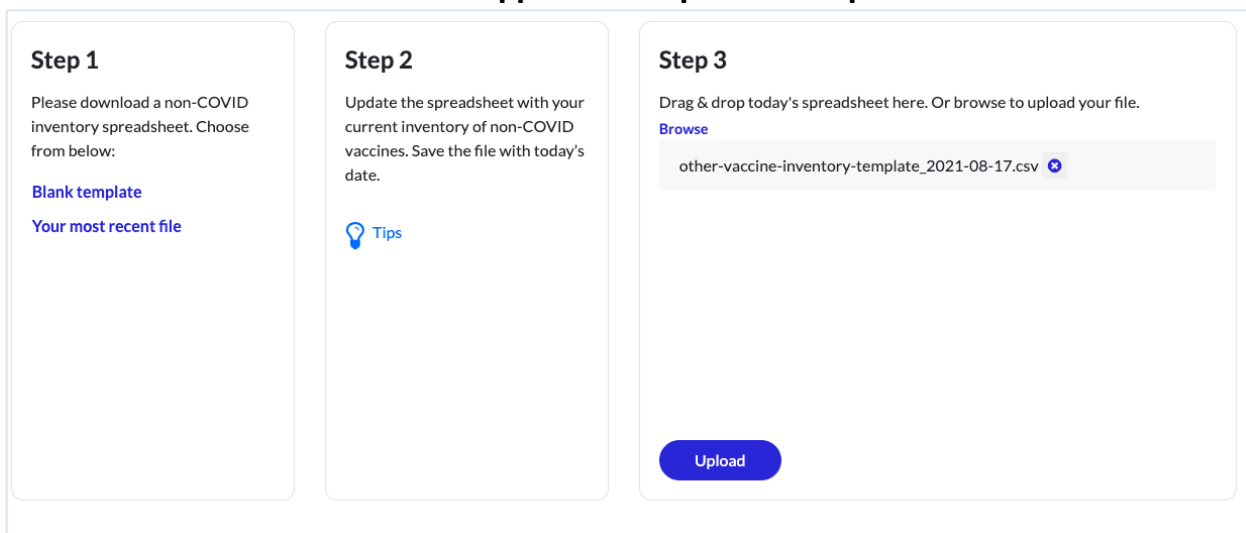 Step 1
Please download a non-COVID
inventory spreadsheet. Choose
from below:
Blank template
Your most recent file
Step 2
Update the spreadsheet with your
current inventory of non-COVID
vaccines. Save the file with today's
date.
Tips
Step 3
Drag & drop today's spreadsheet here. Or browse to upload your file.
Browse
other-vaccine-inventory-template_2021-08-17.csv
Upload